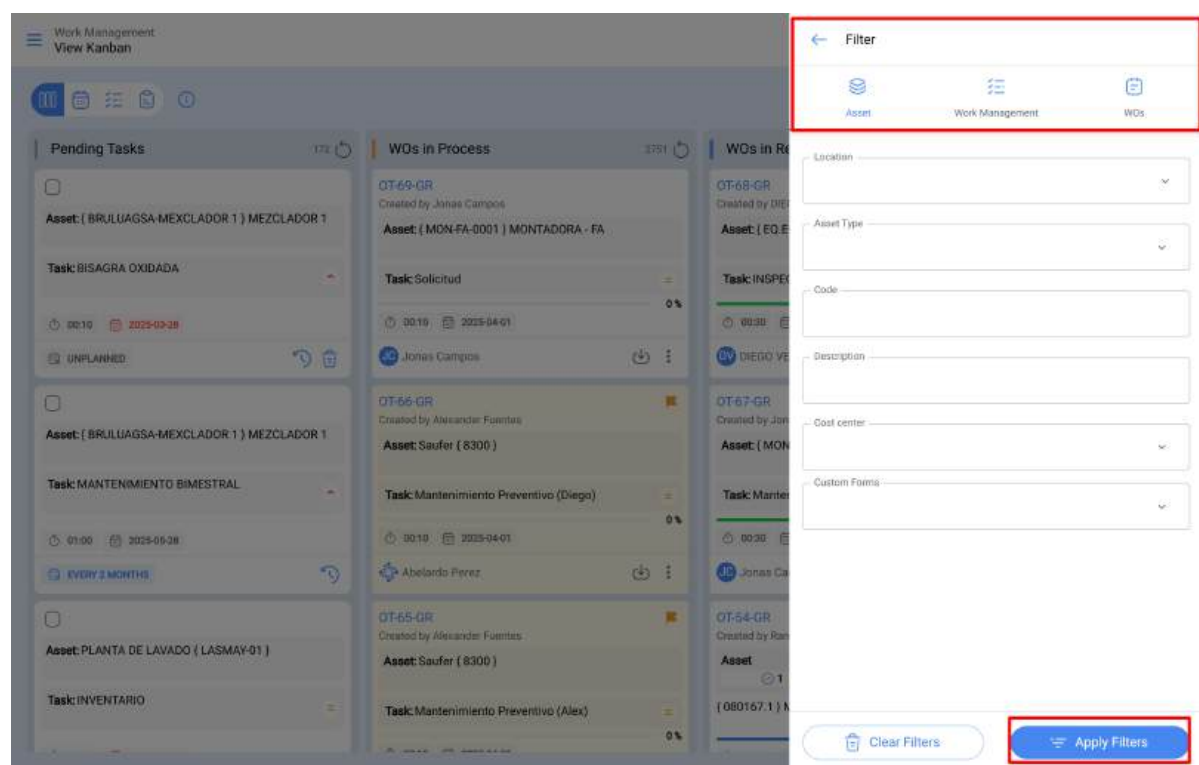 Work Management
View Kanban
Pending Tasks 172
Asset: ( BRULUAGSA-MEXCLADOR 1 ) MEZCLADOR 1
Task: BISAGRA OXIDADA
00:10 2025-03-28
UNPLANNED
Asset: ( BRULUAGSA-MEXCLADOR 1 ) MEZCLADOR 1
Task: MANTENIMIENTO BIMESTRAL
01:00 2025-05-28
EVERY 2 MONTHS
Asset: PLANTA DE LAVADO ( LASMAY-01 )
Task: INVENTARIO
WOs in Process 3751
OT-69-GR
Created by Jonas Campos
Asset: ( MON-FA-0001 ) MONTADORA - FA
Task: Solicitud
0 %
00:10 2025-04-01
JC Jonas Campos
OT-66-GR
Created by Alexander Fuentes
Asset: Saufer ( 8300 )
Task: Mantenimiento Preventivo (Diego)
0 %
00:10 2025-04-01
Abelardo Perez
OT-65-GR
Created by Alexander Fuentes
Asset: Saufer ( 8300 )
Task: Mantenimiento Preventivo (Alex)
0 %
WOs in Re
OT-68-GR
Created by DIE
Asset: ( EQ.E
Task: INSPEC
00:30
DV DIEGO VE
OT-67-GR
Created by Jon
Asset: ( MON
Task: Manten
00:30
JC Jonas Ca
OT-54-GR
Created by Ran
Asset
1
( 080167.1 ) M
Filter
Asset Work Management WOs
Location
Asset Type
Code
Description
Cost center
Custom Forms
Clear Filters Apply Filters